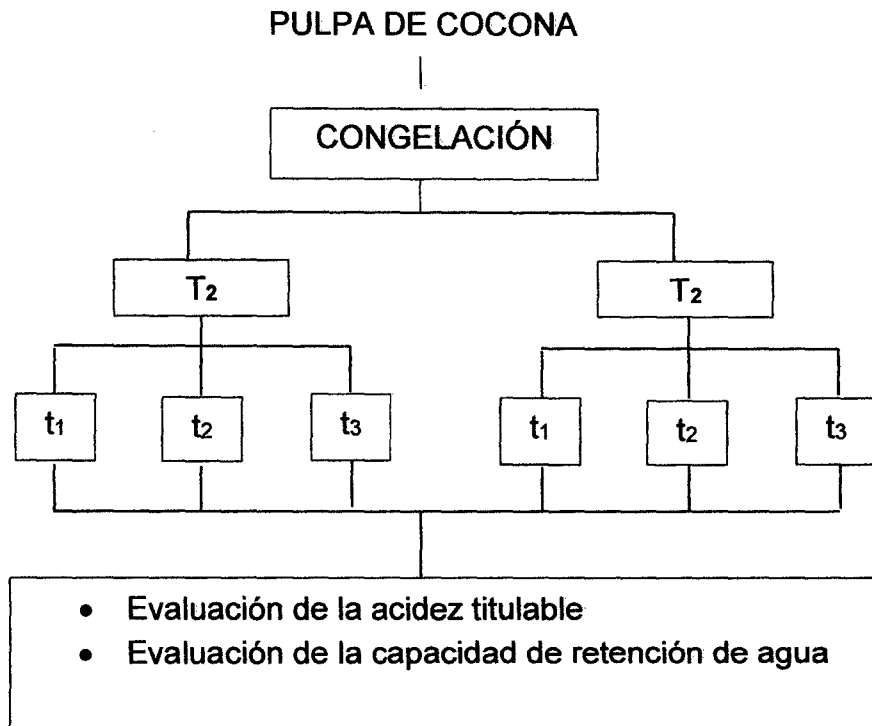 PULPA DE COCONA
CONGELACIÓN
T2 T2
t1 t2 t3 t1 t2 t3
• Evaluación de la acidez titulable
• Evaluación de la capacidad de retención de agua